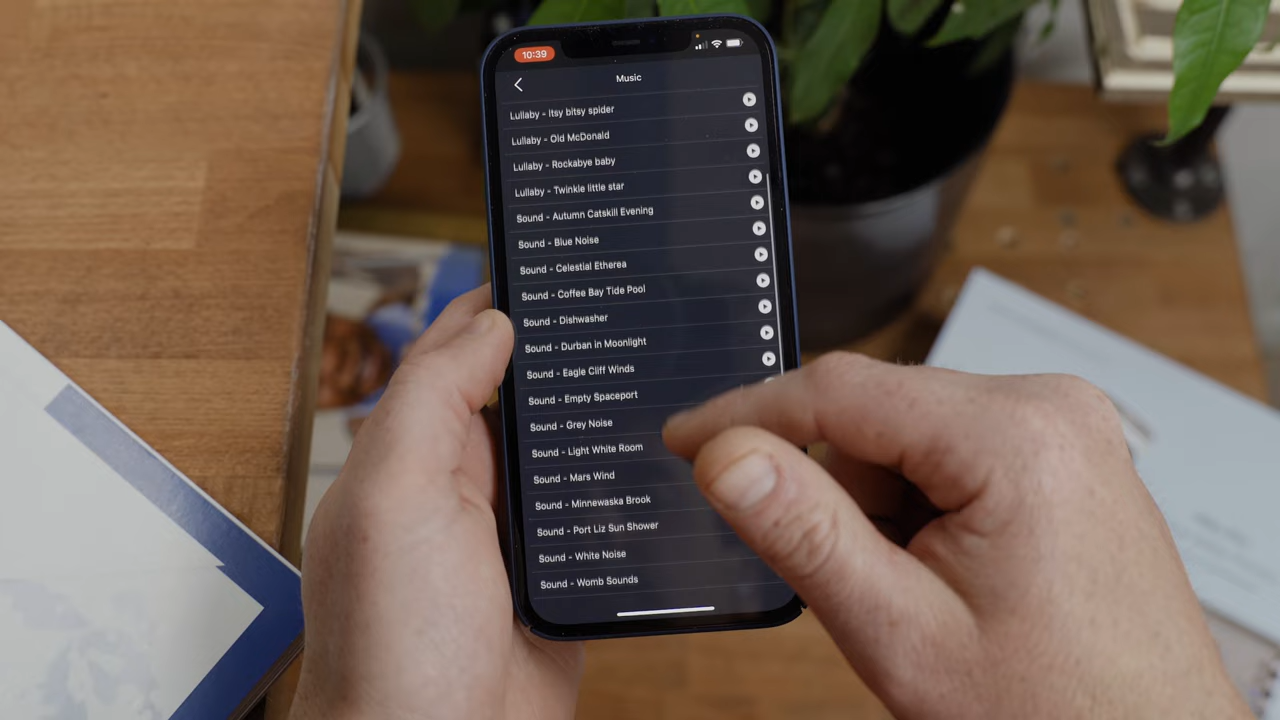 10:39
Music
Lullaby - Itsy bitsy spider
Lullaby - Old McDonald
Lullaby - Rockabye baby
Lullaby - Twinkle little star
Sound - Autumn Catskill Evening
Sound - Blue Noise
Sound - Celestial Etherea
Sound - Coffee Bay Tide Pool
Sound - Dishwasher
Sound - Durban in Moonlight
Sound - Eagle Cliff Winds
Sound - Empty Spaceport
Sound - Grey Noise
Sound - Light White Room
Sound - Mars Wind
Sound - Minnewaska Brook
Sound - Port Liz Sun Shower
Sound - White Noise
Sound - Womb Sounds